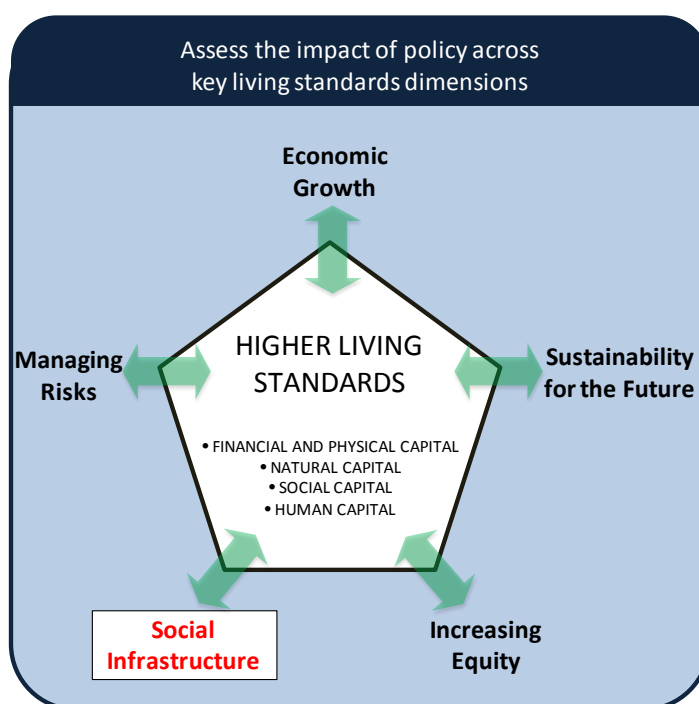 Assess the impact of policy across
key living standards dimensions
Economic
Growth
Managing
Risks
HIGHER LIVING
STANDARDS
Sustainability
for the Future
• FINANCIAL AND PHYSICAL CAPITAL
• NATURAL CAPITAL
• SOCIAL CAPITAL
• HUMAN CAPITAL
Social
Infrastructure
Increasing
Equity